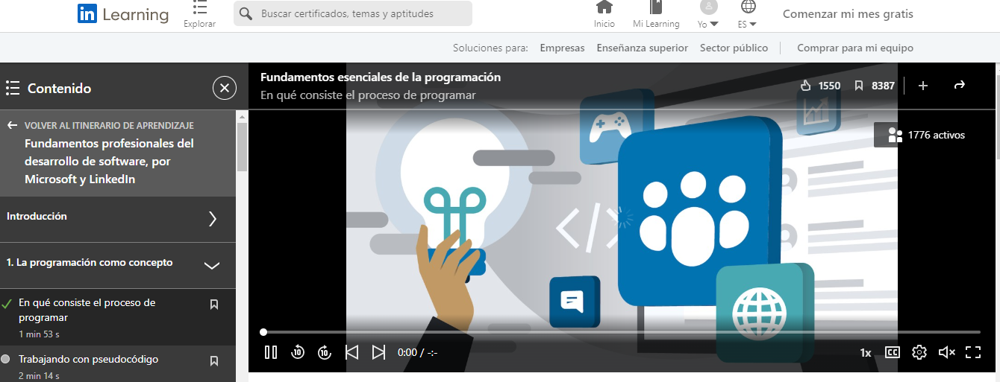 in Learning
Explorar
Buscar certificados, temas y aptitudes
Inicio
Mi Learning
Yo
ES
Comenzar mi mes gratis
Soluciones para: Empresas Enseñanza superior Sector público Comprar para mi equipo
Contenido
VOLVER AL ITINERARIO DE APRENDIZAJE
Fundamentos profesionales del
desarrollo de software, por
Microsoft y LinkedIn
Introducción
1. La programación como concepto
En qué consiste el proceso de
programar
1 min 53 s
Trabajando con pseudocódigo
2 min 14 s
Fundamentos esenciales de la programación
En qué consiste el proceso de programar
1550
8387
1776 activos
</>
10
10
0:00 / -:-
1x
CC